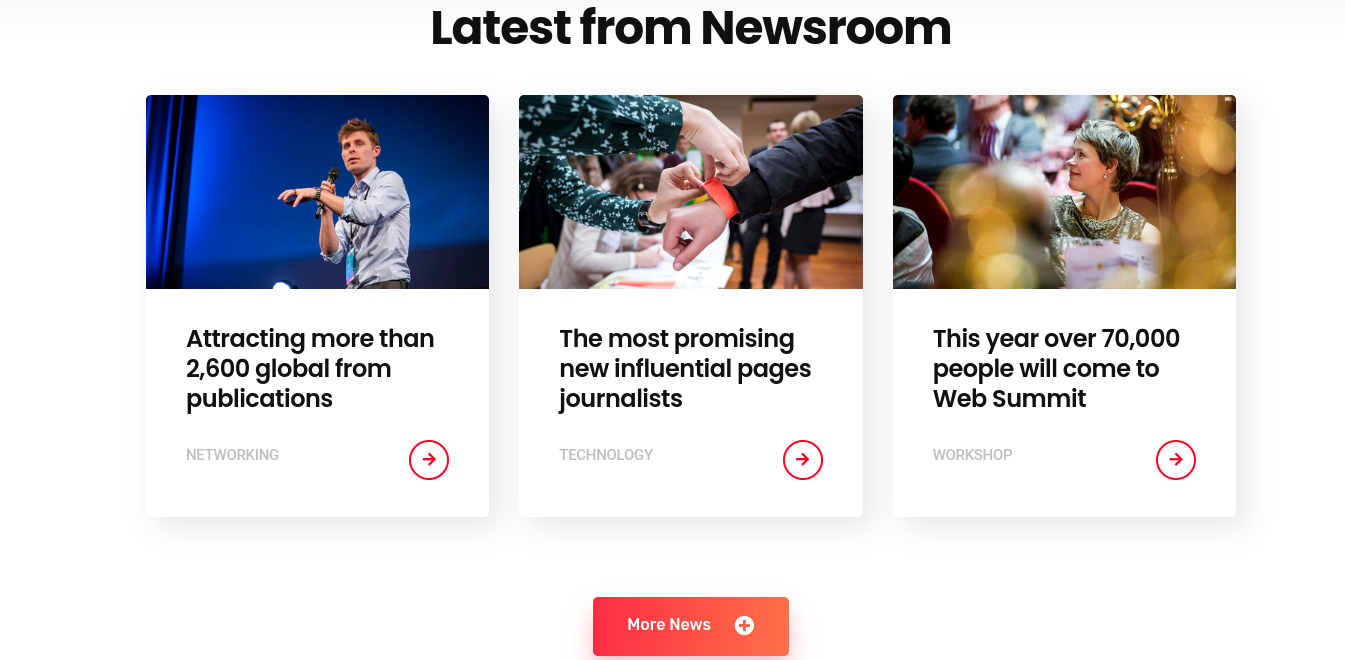 Latest from Newsroom
Attracting more than
2,600 global from
publications
NETWORKING
The most promising
new influential pages
journalists
TECHNOLOGY
This year over 70,000
people will come to
Web Summit
WORKSHOP
More News